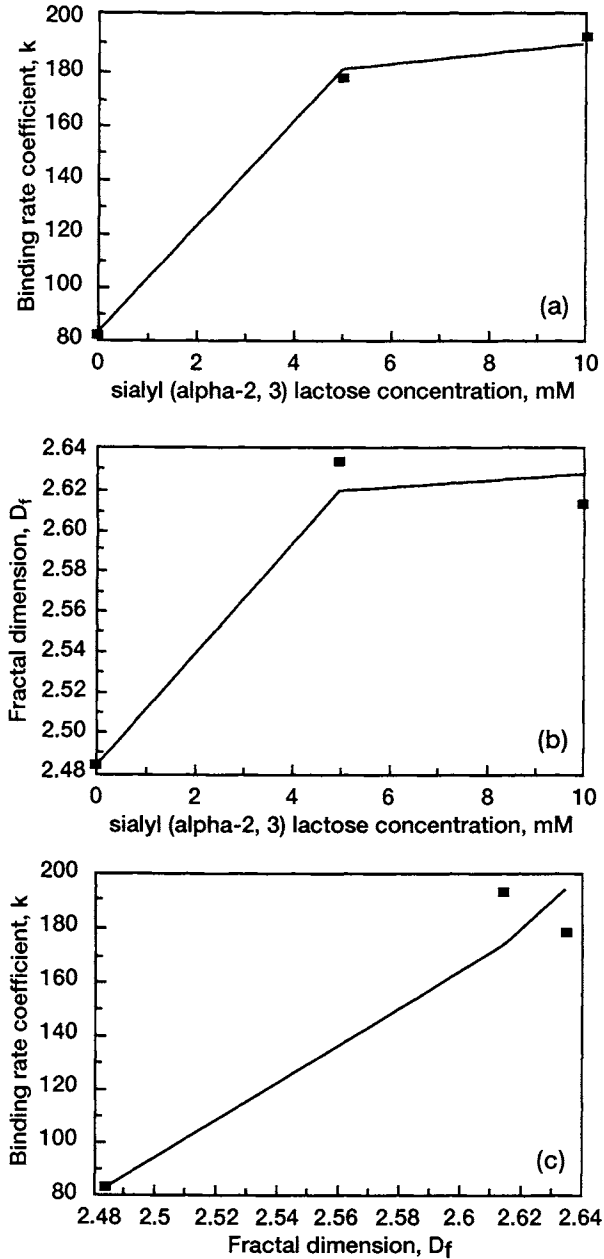 200
180
160
140
120
100
80
Binding rate coefficient, k
(a)
0 2 4 6 8 10
sialyl (alpha-2, 3) lactose concentration, mM
2.64
2.62
2.60
2.58
2.56
2.54
2.52
2.50
2.48
Fractal dimension, Df
(b)
0 2 4 6 8 10
sialyl (alpha-2, 3) lactose concentration, mM
200
180
160
140
120
100
80
Binding rate coefficient, k
(c)
2.48 2.5 2.52 2.54 2.56 2.58 2.6 2.62 2.64
Fractal dimension, Df